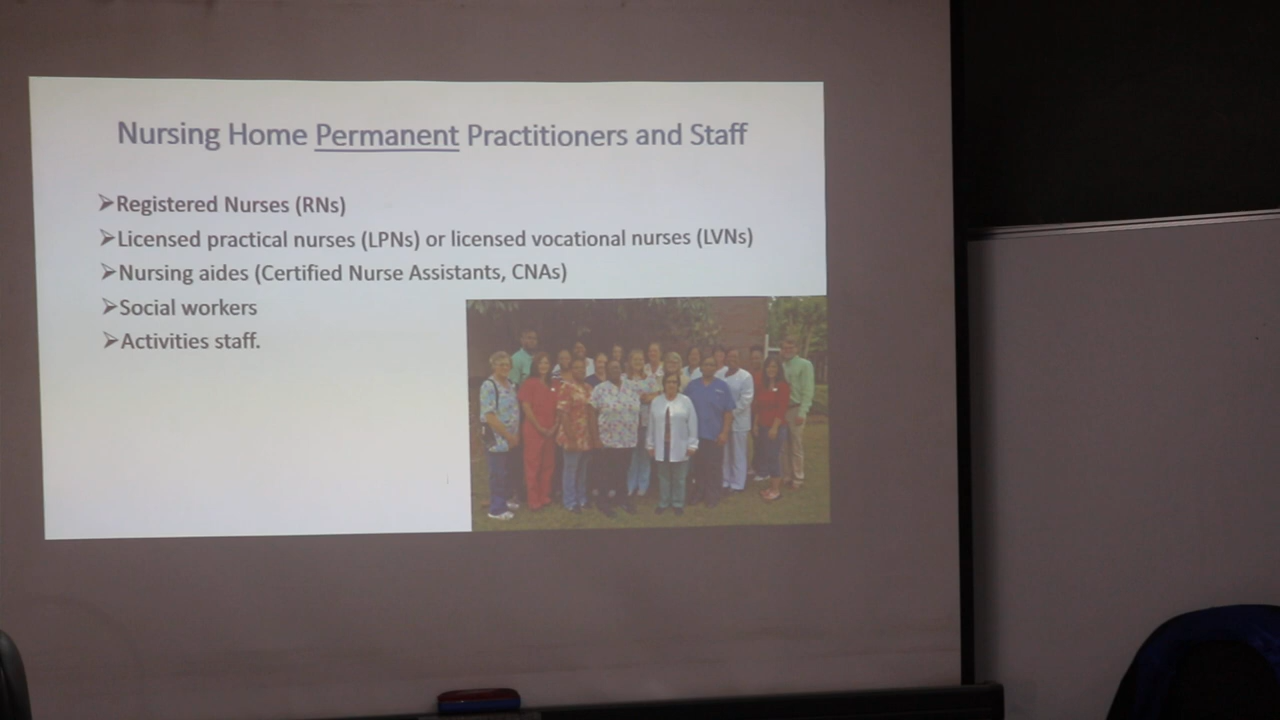 Nursing Home Permanent Practitioners and Staff
➢Registered Nurses (RNs)
➢Licensed practical nurses (LPNs) or licensed vocational nurses (LVNs)
➢Nursing aides (Certified Nurse Assistants, CNAs)
➢Social workers
➢Activities staff.